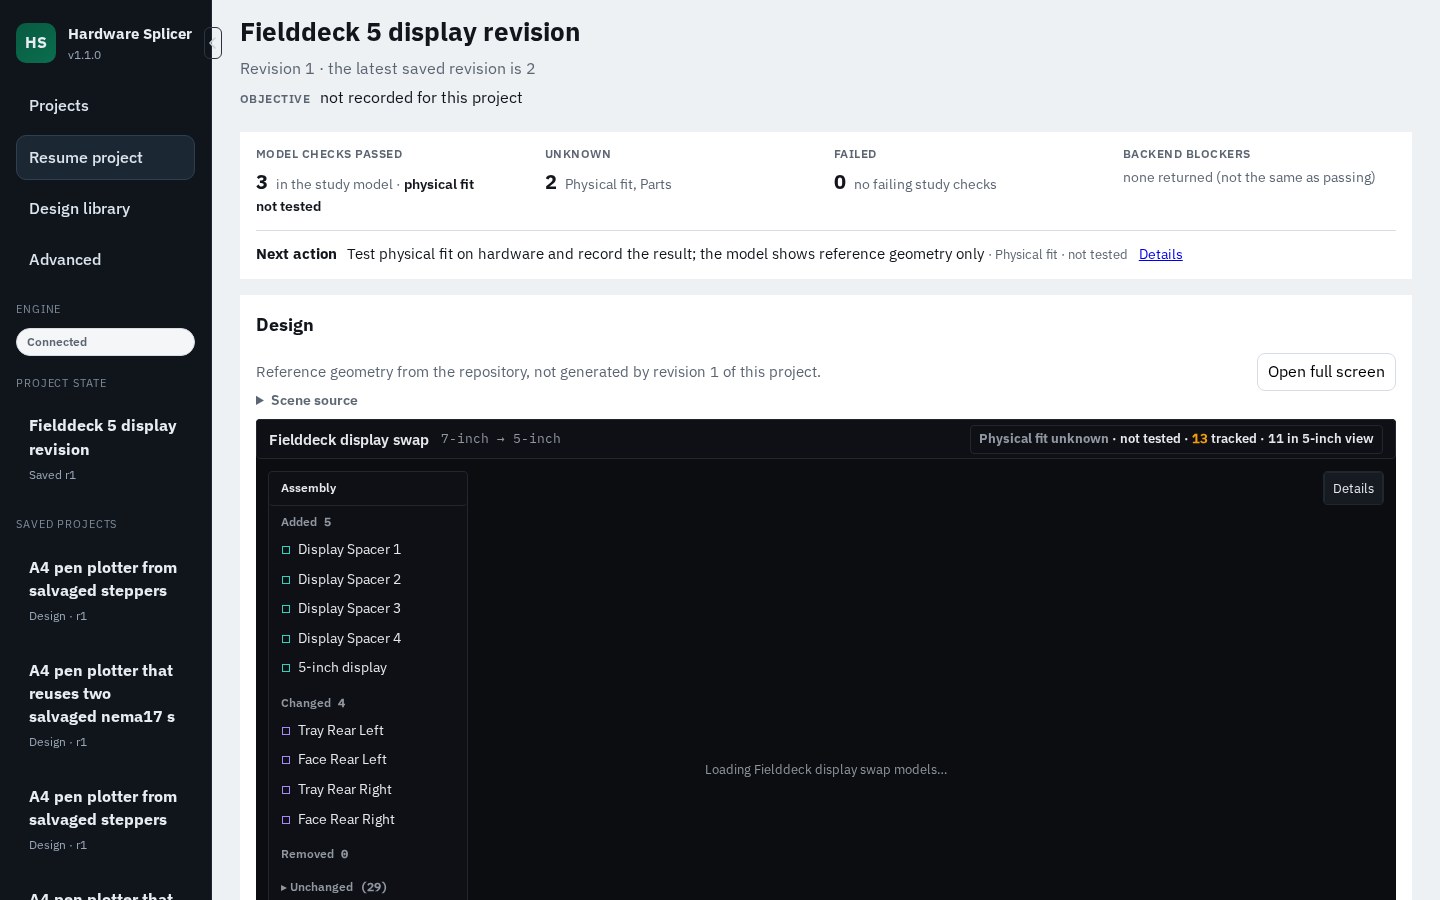 HS
Hardware Splicer
v1.1.0
Projects
Resume project
Design library
Advanced
ENGINE
Connected
PROJECT STATE
Fielddeck 5 display
revision
Saved r1
SAVED PROJECTS
A4 pen plotter from
salvaged steppers
Design · r1
A4 pen plotter that
reuses two
salvaged nema17 s
Design · r1
A4 pen plotter from
salvaged steppers
Design · r1
A4 pen plotter that
Fielddeck 5 display revision
Revision 1 · the latest saved revision is 2
OBJECTIVE not recorded for this project
MODEL CHECKS PASSED
3 in the study model · physical fit
not tested
UNKNOWN
2 Physical fit, Parts
FAILED
0 no failing study checks
BACKEND BLOCKERS
none returned (not the same as passing)
Next action Test physical fit on hardware and record the result; the model shows reference geometry only · Physical fit · not tested Details
Design
Reference geometry from the repository, not generated by revision 1 of this project.
Open full screen
▶ Scene source
Fielddeck display swap 7-inch → 5-inch
Physical fit unknown · not tested · 13 tracked · 11 in 5-inch view
Assembly
Details
Added 5
Display Spacer 1
Display Spacer 2
Display Spacer 3
Display Spacer 4
5-inch display
Changed 4
Tray Rear Left
Face Rear Left
Tray Rear Right
Face Rear Right
Removed 0
▸ Unchanged (29)
Loading Fielddeck display swap models…